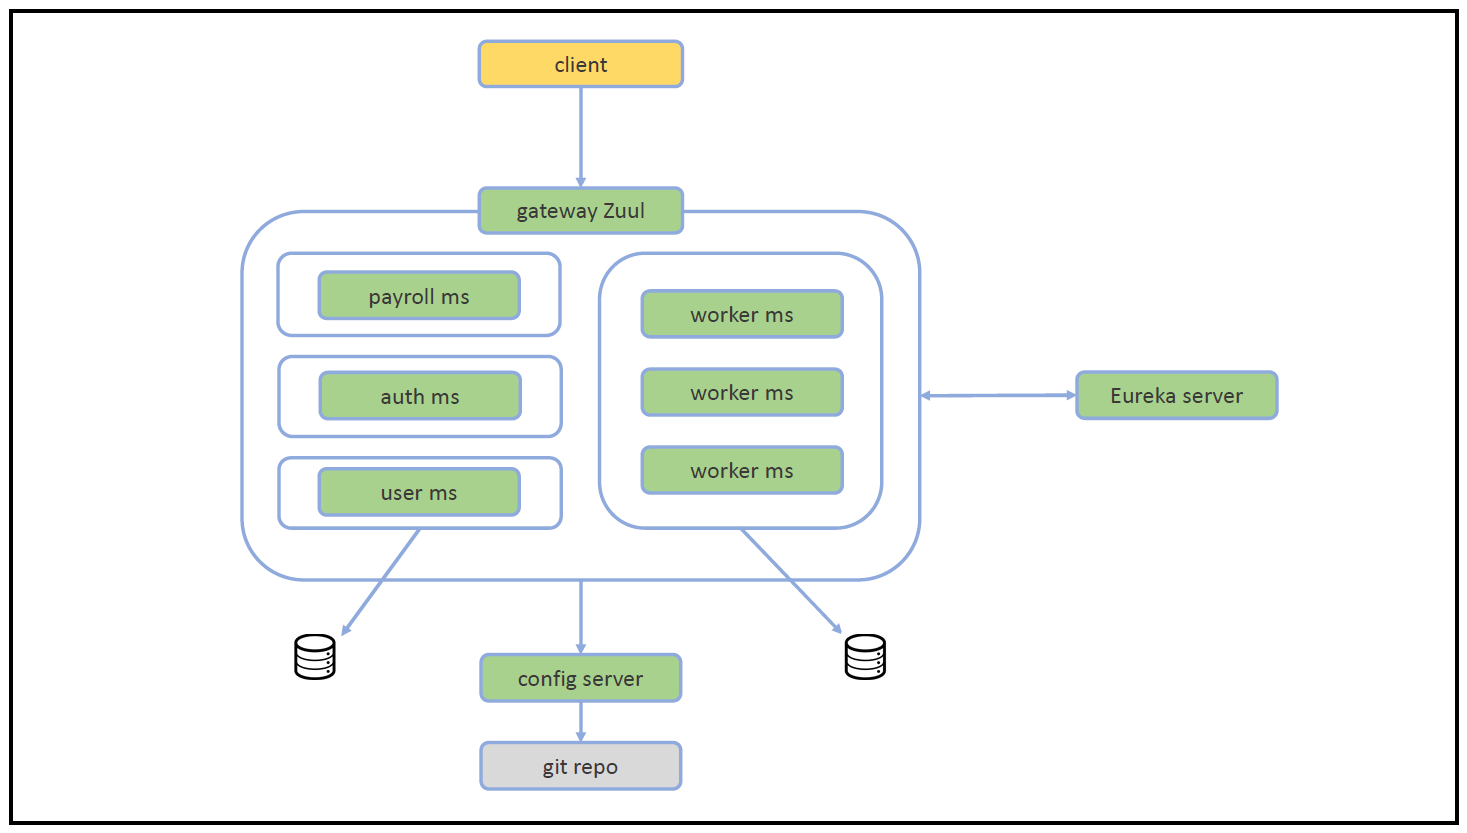 client
gateway Zuul
payroll ms
auth ms
user ms
worker ms
worker ms
worker ms
Eureka server
config server
git repo